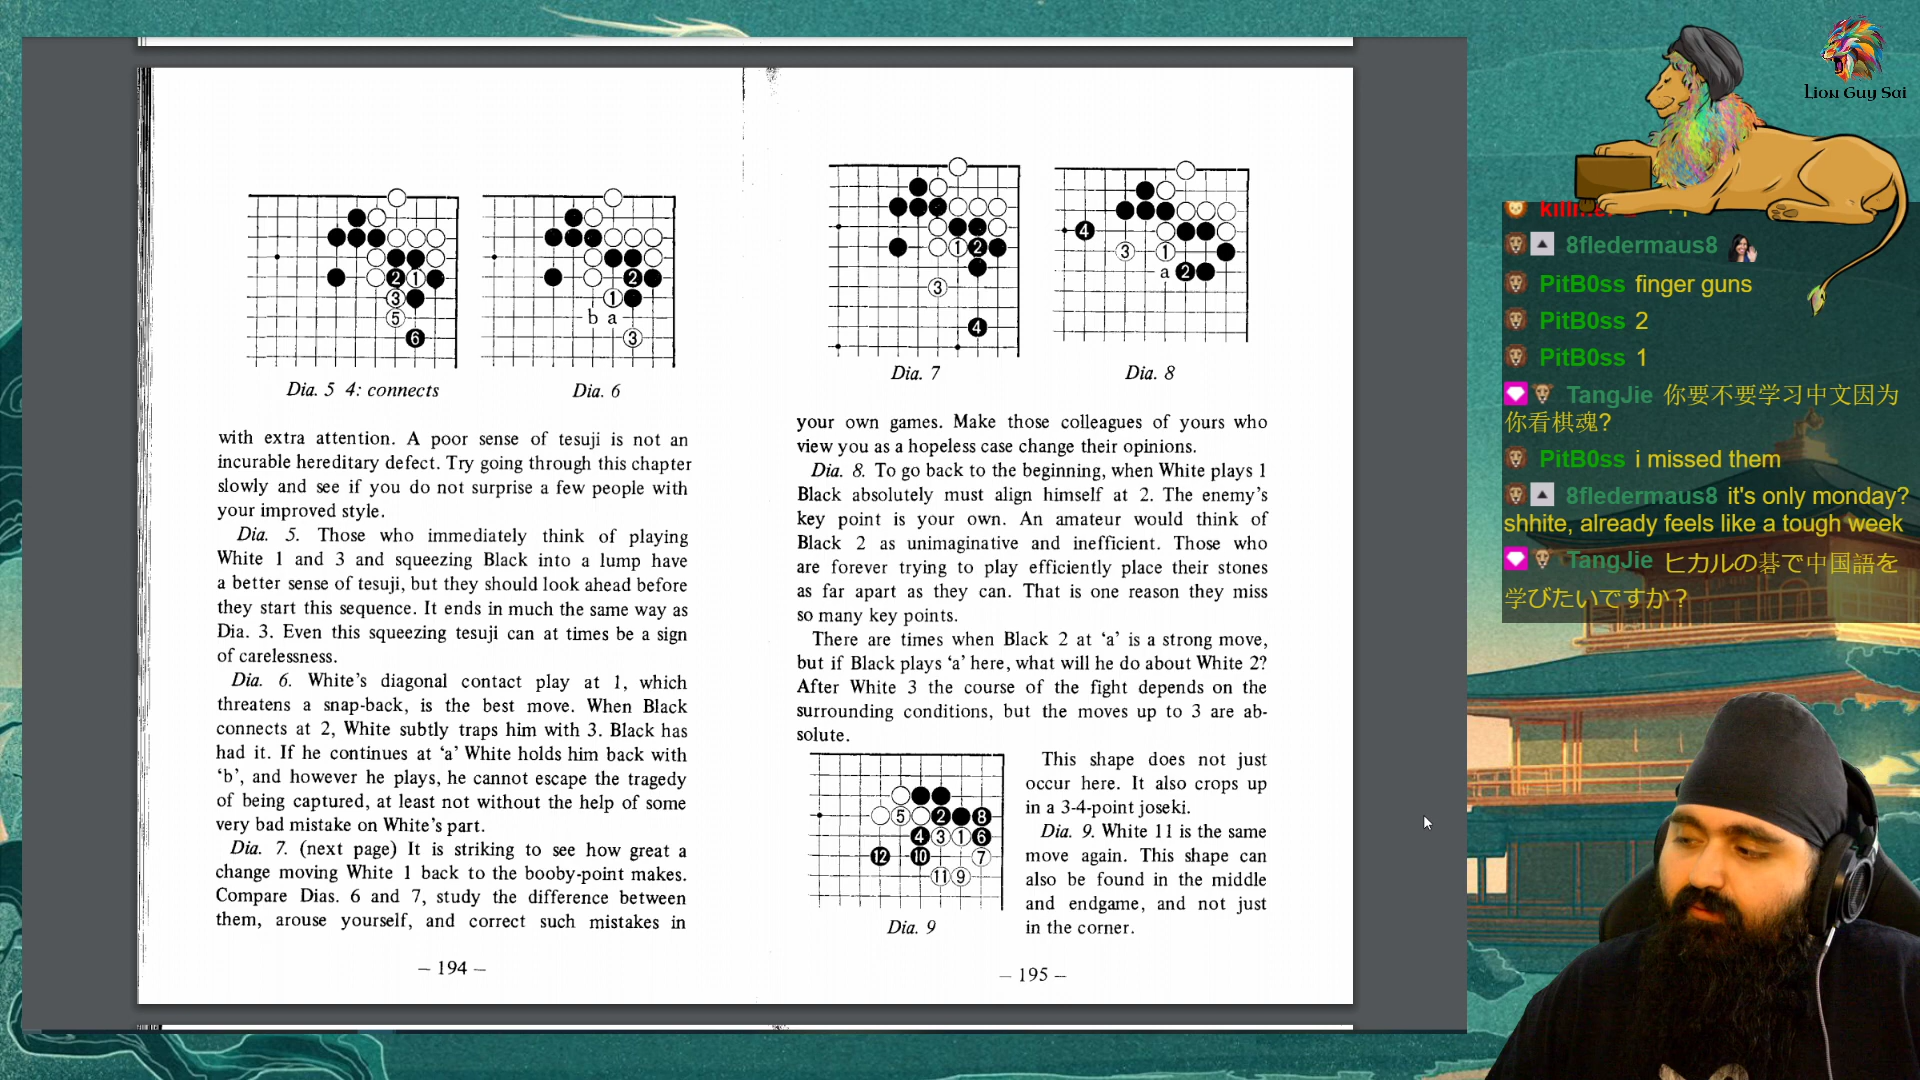 Dia. 5 4: connects
Dia. 6
b a
with extra attention. A poor sense of tesuji is not an
incurable hereditary defect. Try going through this chapter
slowly and see if you do not surprise a few people with
your improved style.
Dia. 5. Those who immediately think of playing
White 1 and 3 and squeezing Black into a lump have
a better sense of tesuji, but they should look ahead before
they start this sequence. It ends in much the same way as
Dia. 3. Even this squeezing tesuji can at times be a sign
of carelessness.
Dia. 6. White's diagonal contact play at 1, which
threatens a snap-back, is the best move. When Black
connects at 2, White subtly traps him with 3. Black has
had it. If he continues at ‘a’ White holds him back with
‘b’, and however he plays, he cannot escape the tragedy
of being captured, at least not without the help of some
very bad mistake on White's part.
Dia. 7. (next page) It is striking to see how great a
change moving White 1 back to the booby-point makes.
Compare Dias. 6 and 7, study the difference between
them, arouse yourself, and correct such mistakes in
– 194 –
a
Dia. 7
Dia. 8
your own games. Make those colleagues of yours who
view you as a hopeless case change their opinions.
Dia. 8. To go back to the beginning, when White plays 1
Black absolutely must align himself at 2. The enemy's
key point is your own. An amateur would think of
Black 2 as unimaginative and inefficient. Those who
are forever trying to play efficiently place their stones
as far apart as they can. That is one reason they miss
so many key points.
There are times when Black 2 at ‘a’ is a strong move,
but if Black plays ‘a’ here, what will he do about White 2?
After White 3 the course of the fight depends on the
surrounding conditions, but the moves up to 3 are ab-
solute.
This shape does not just
occur here. It also crops up
in a 3-4-point joseki.
Dia. 9. White 11 is the same
move again. This shape can
also be found in the middle
and endgame, and not just
in the corner.
Dia. 9
– 195 –
Lion Guy Sai
8fledermaus8
PitB0ss finger guns
PitB0ss 2
PitB0ss 1
TangJie 你要不要学习中文因为
你看棋魂?
PitB0ss i missed them
8fledermaus8 it's only monday?
shhite, already feels like a tough week
TangJie ヒカルの碁で中国語を
学びたいですか？